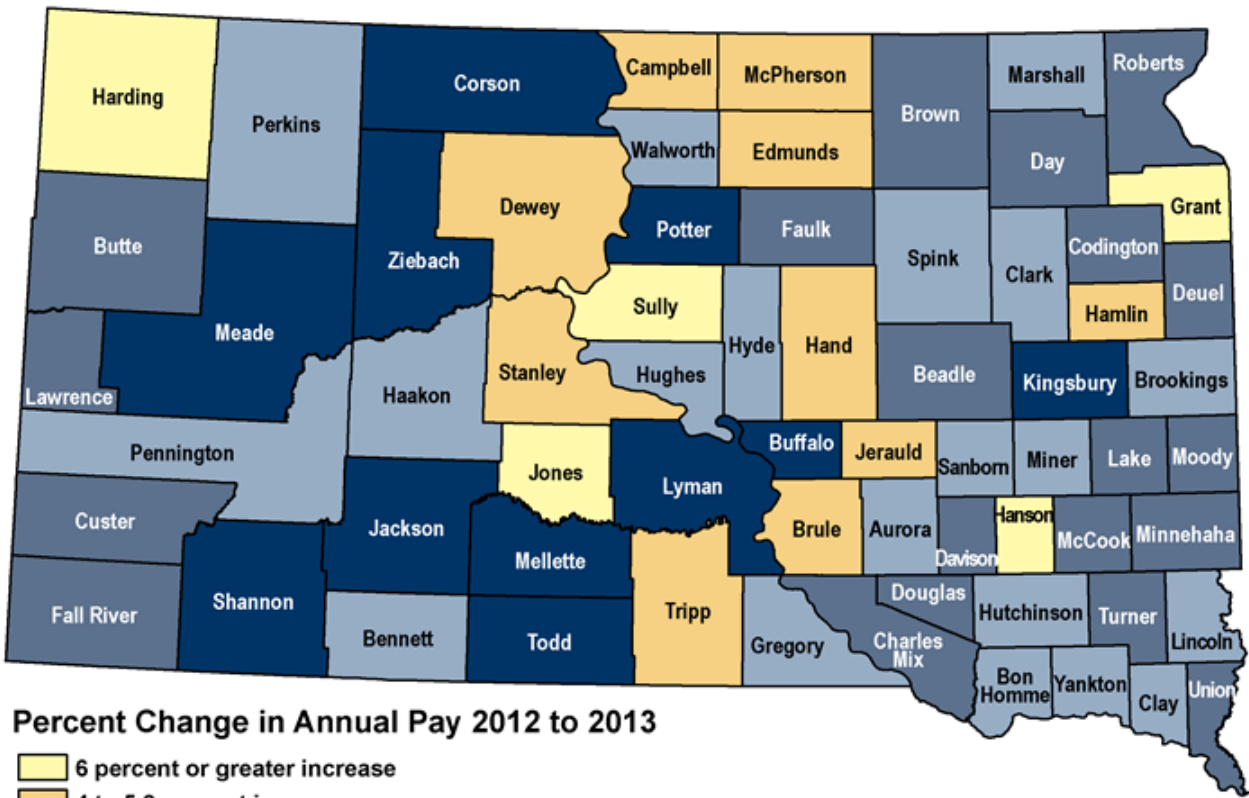 Harding
Perkins
Corson
Campbell
McPherson
Brown
Marshall
Roberts
Walworth
Edmunds
Day
Dewey
Grant
Butte
Ziebach
Potter
Faulk
Spink
Clark
Codington
Deuel
Hamlin
Meade
Sully
Hyde
Hand
Stanley
Hughes
Beadle
Kingsbury
Brookings
Lawrence
Haakon
Pennington
Jones
Lyman
Buffalo
Jerauld
Sanborn
Miner
Lake
Moody
Custer
Jackson
Mellette
Brule
Aurora
Davison
Hanson
McCook
Minnehaha
Fall River
Shannon
Bennett
Todd
Tripp
Gregory
Douglas
Charles
Mix
Hutchinson
Turner
Lincoln
Bon
Homme
Yankton
Clay
Union
Percent Change in Annual Pay 2012 to 2013
6 percent or greater increase